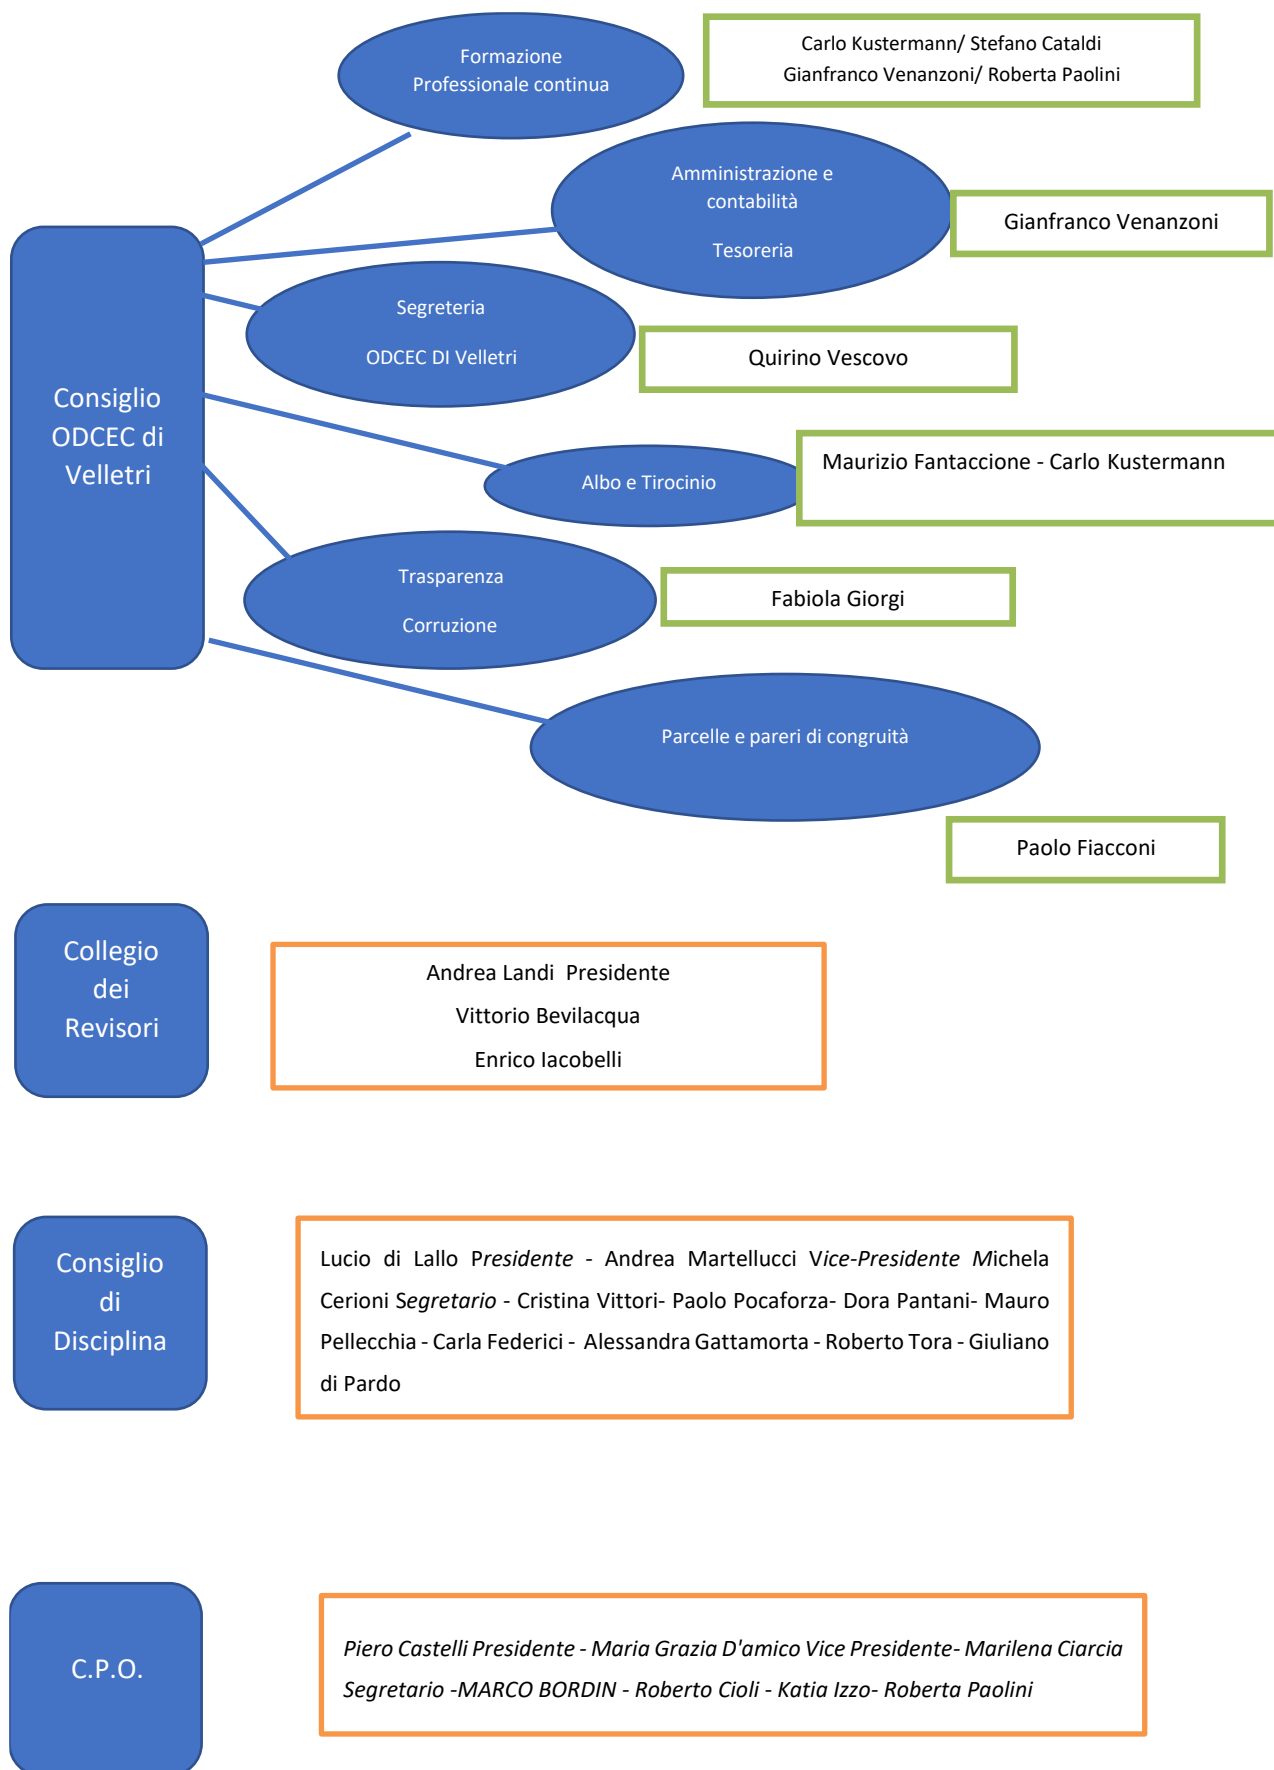 Formazione
Professionale continua
Carlo Kustermann/ Stefano Cataldi
Gianfranco Venanzoni/ Roberta Paolini
Amministrazione e
contabilità
Tesoreria
Gianfranco Venanzoni
Segreteria
ODCEC DI Velletri
Quirino Vescovo
Consiglio
ODCEC di
Velletri
Albo e Tirocinio
Maurizio Fantaccione - Carlo Kustermann
Trasparenza
Corruzione
Fabiola Giorgi
Parcelle e pareri di congruità
Paolo Fiacconi
Collegio
dei
Revisori
Andrea Landi Presidente
Vittorio Bevilacqua
Enrico Iacobelli
Consiglio
di
Disciplina
Lucio di Lallo Presidente - Andrea Martellucci Vice-Presidente Michela
Cerioni Segretario - Cristina Vittori- Paolo Pocaforza- Dora Pantani- Mauro
Pellecchia - Carla Federici - Alessandra Gattamorta - Roberto Tora - Giuliano
di Pardo
C.P.O.
Piero Castelli Presidente - Maria Grazia D'amico Vice Presidente- Marilena Ciarcia
Segretario -MARCO BORDIN - Roberto Cioli - Katia Izzo- Roberta Paolini